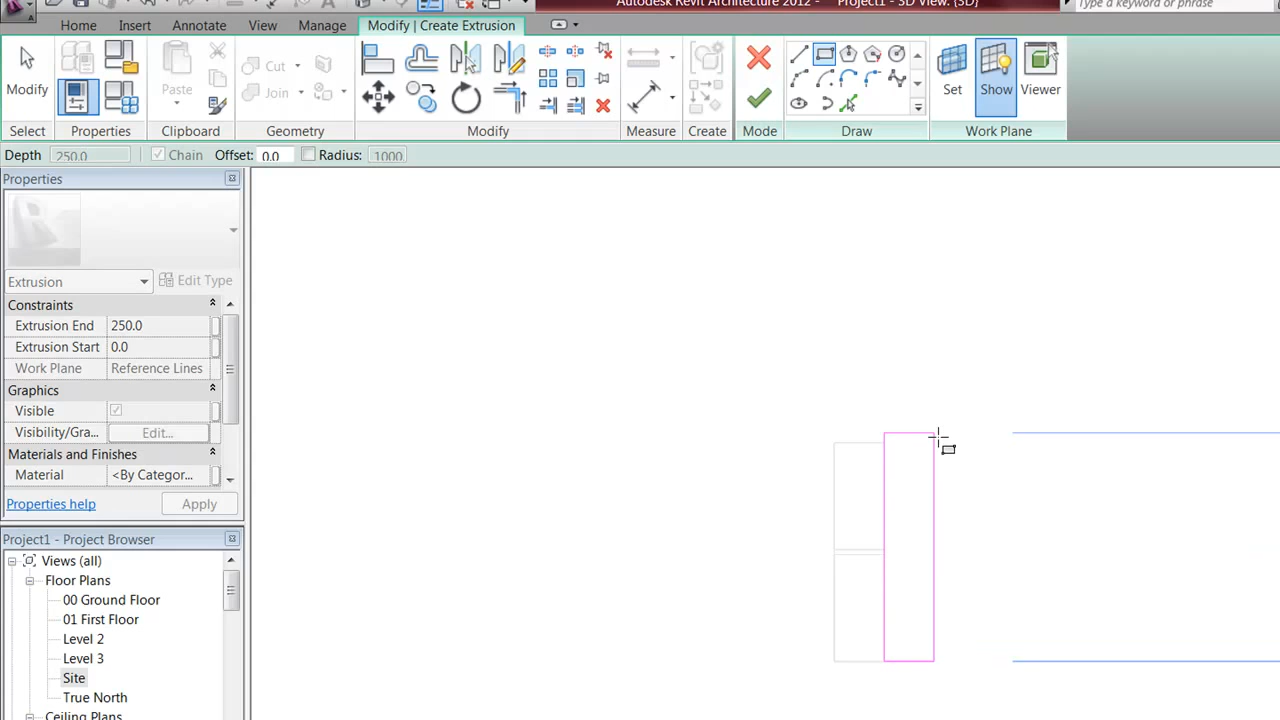 Autodesk Revit Architecture 2012 - Project1 - 3D View: {3D}
Type a keyword or phrase
Home Insert Annotate View Manage Modify | Create Extrusion
Modify Paste Cut Join Set Show Viewer
Select Properties Clipboard Geometry Modify Measure Create Mode Draw Work Plane
Depth 250.0 Chain Offset: 0.0 Radius: 1000
Properties
Extrusion Edit Type
Constraints
Extrusion End 250.0
Extrusion Start 0.0
Work Plane Reference Lines
Graphics
Visible
Visibility/Gra... Edit...
Materials and Finishes
Material <By Categor...
Properties help Apply
Project1 - Project Browser
Views (all)
Floor Plans
00 Ground Floor
01 First Floor
Level 2
Level 3
Site
True North
Ceiling Plans